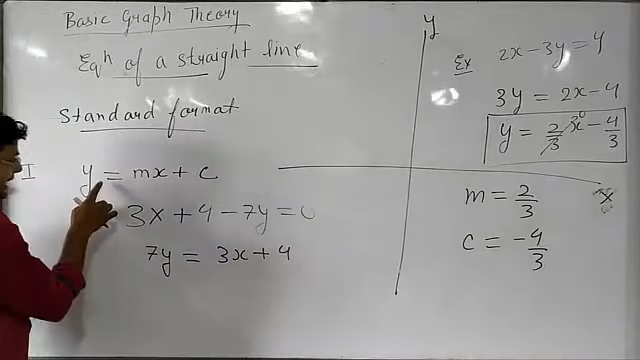 Basic Graph Theory
Eqn of a straight line
Standard format
I y = mx + c
3x + 4 - 7y = 0
7y = 3x + 4
y
x
Ex 2x - 3y = 4
3y = 2x - 4
y = 2/3 x - 4/3
m = 2/3
c = -4/3